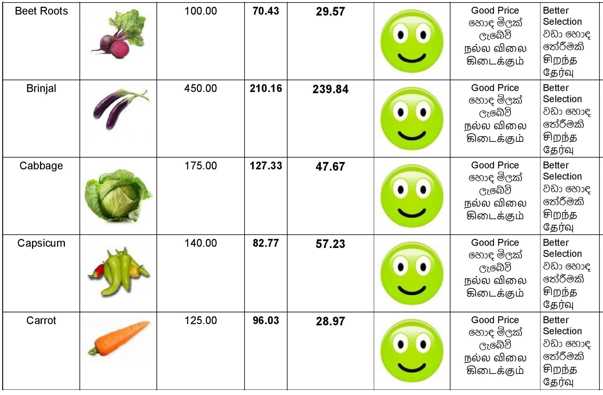 Beet Roots 100.00 70.43 29.57 Good Price Better
හොඳ මිලක් Selection
ලැබේවි වඩා හොඳ
நல்ல விலை තේරීමකි
கிடைக்கும் சிறந்த
தேர்வு
Brinjal 450.00 210.16 239.84 Good Price Better
හොඳ මිලක් Selection
ලැබේවි වඩා හොඳ
நல்ல விலை තේරීමකි
கிடைக்கும் சிறந்த
தேர்வு
Cabbage 175.00 127.33 47.67 Good Price Better
හොඳ මිලක් Selection
ලැබේවි වඩා හොඳ
நல்ல விலை තේරීමකි
கிடைக்கும் சிறந்த
தேர்வு
Capsicum 140.00 82.77 57.23 Good Price Better
හොඳ මිලක් Selection
ලැබේවි වඩා හොඳ
நல்ல விலை තේරීමකි
கிடைக்கும் சிறந்த
தேர்வு
Carrot 125.00 96.03 28.97 Good Price Better
හොඳ මිලක් Selection
ලැබේවි වඩා හොඳ
நல்ல விலை තේරීමකි
கிடைக்கும் சிறந்த
தேர்வு